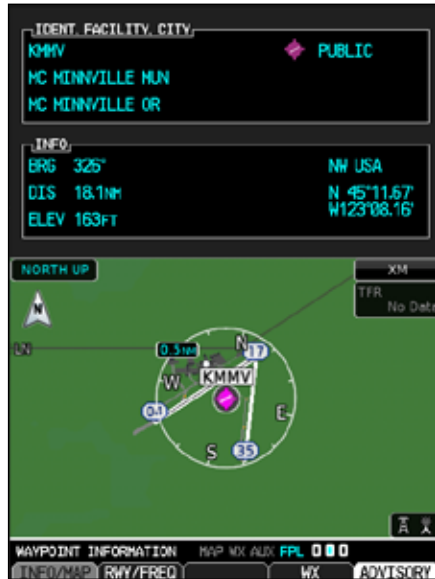 IDENT, FACILITY, CITY
KMMV PUBLIC
MC MINNVILLE MUN
MC MINNVILLE OR
INFO
BRG 326° NW USA
DIS 18.1NM N 45°11.67'
W123°08.16'
ELEV 163FT
NORTH UP XM
TFR
No Data
N
LN
0.5NM N 17
W KMMV
04 E
S 35
WAYPOINT INFORMATION MAP WX AUX FPL
INFO/MAP RWY/FREQ WX ADVISORY